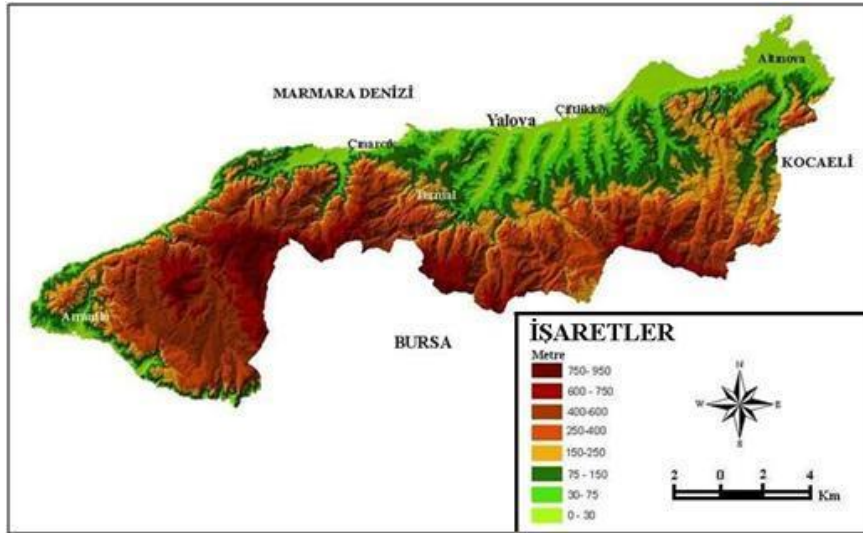 Altınova
MARMARA DENİZİ
Yalova
Çiftlikköy
Çınarcık
KOCAELİ
Termal
Armutlu
BURSA
İŞARETLER
Metre
750- 950
600 - 750
400-600
250-400
150-250
75 - 150
30- 75
0 - 30
N
W
E
S
2 0 2 4
Km